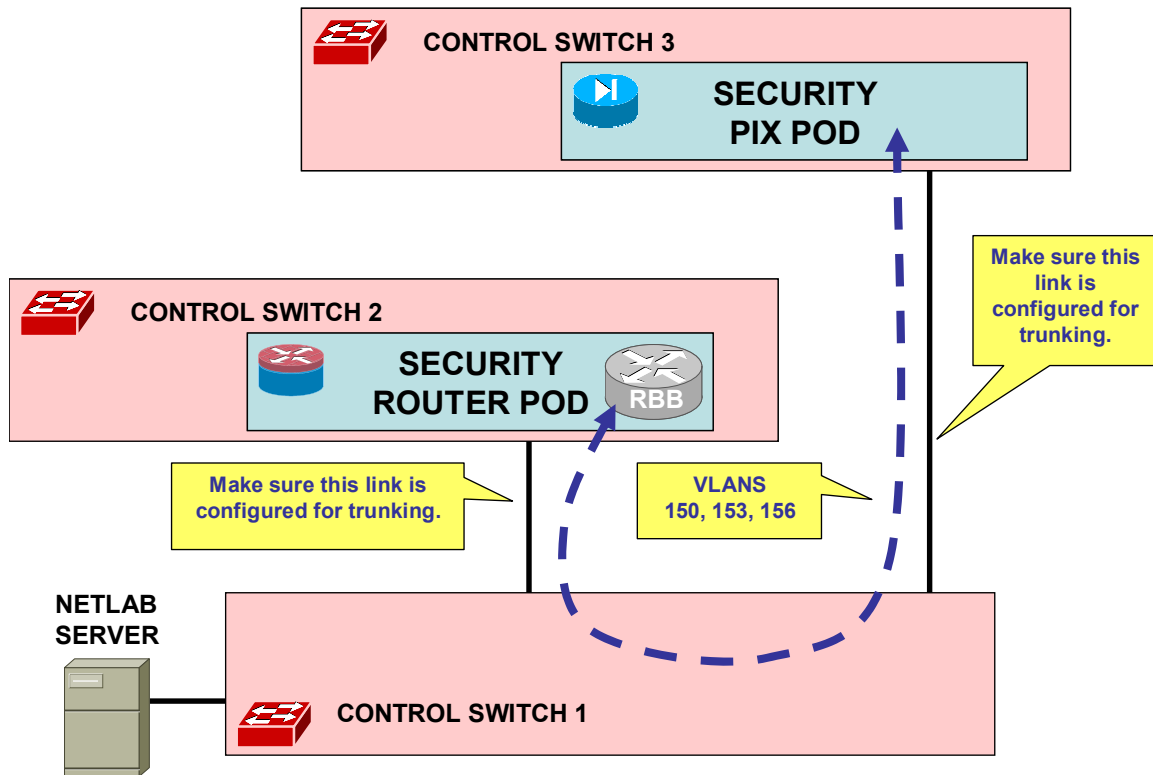 CONTROL SWITCH 3
SECURITY
PIX POD
Make sure this
link is
configured for
trunking.
CONTROL SWITCH 2
SECURITY
ROUTER POD
RBB
Make sure this link is
configured for trunking.
VLANS
150, 153, 156
NETLAB
SERVER
CONTROL SWITCH 1